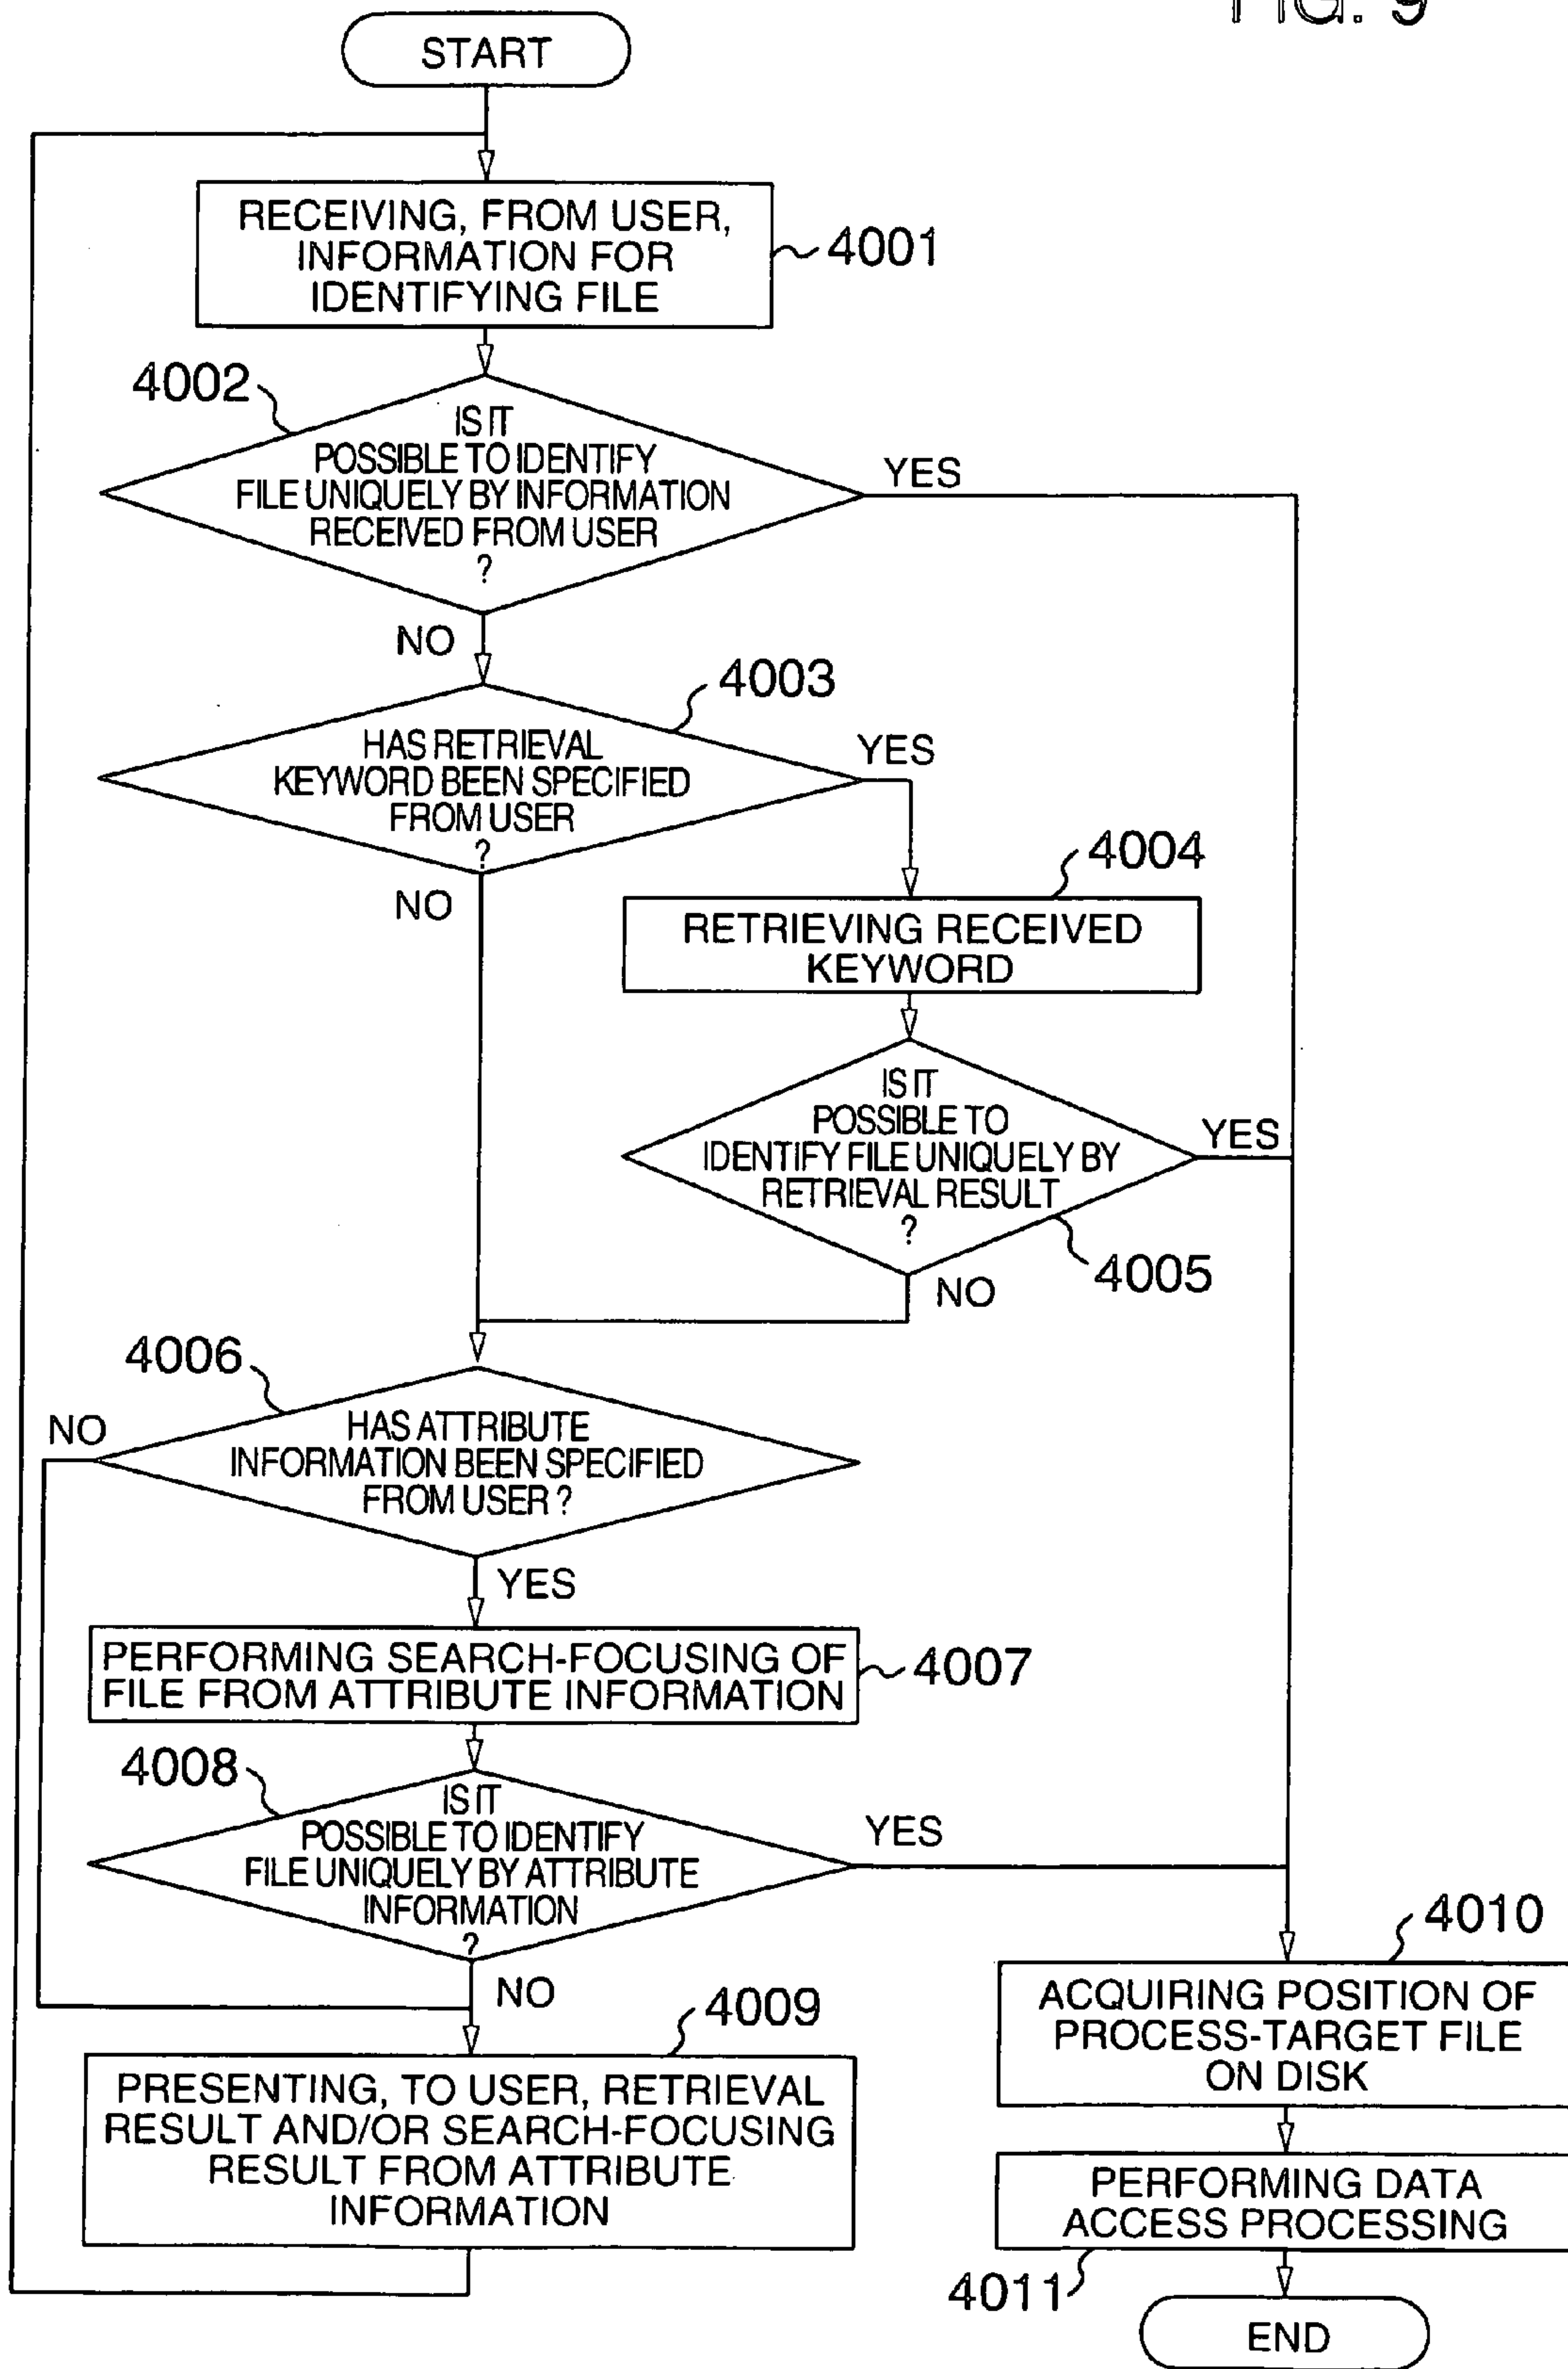 FIG. 9
START
RECEIVING, FROM USER,
INFORMATION FOR
IDENTIFYING FILE
4001
4002
IS IT
POSSIBLE TO IDENTIFY
FILE UNIQUELY BY INFORMATION
RECEIVED FROM USER
?
YES
NO
4003
HAS RETRIEVAL
KEYWORD BEEN SPECIFIED
FROM USER
?
YES
NO
4004
RETRIEVING RECEIVED
KEYWORD
IS IT
POSSIBLE TO
IDENTIFY FILE UNIQUELY BY
RETRIEVAL RESULT
?
YES
4005
NO
4006
NO
HAS ATTRIBUTE
INFORMATION BEEN SPECIFIED
FROM USER ?
YES
PERFORMING SEARCH-FOCUSING OF
FILE FROM ATTRIBUTE INFORMATION
4007
4008
IS IT
POSSIBLE TO IDENTIFY
FILE UNIQUELY BY ATTRIBUTE
INFORMATION
?
YES
NO
4009
PRESENTING, TO USER, RETRIEVAL
RESULT AND/OR SEARCH-FOCUSING
RESULT FROM ATTRIBUTE
INFORMATION
4010
ACQUIRING POSITION OF
PROCESS-TARGET FILE
ON DISK
PERFORMING DATA
ACCESS PROCESSING
4011
END